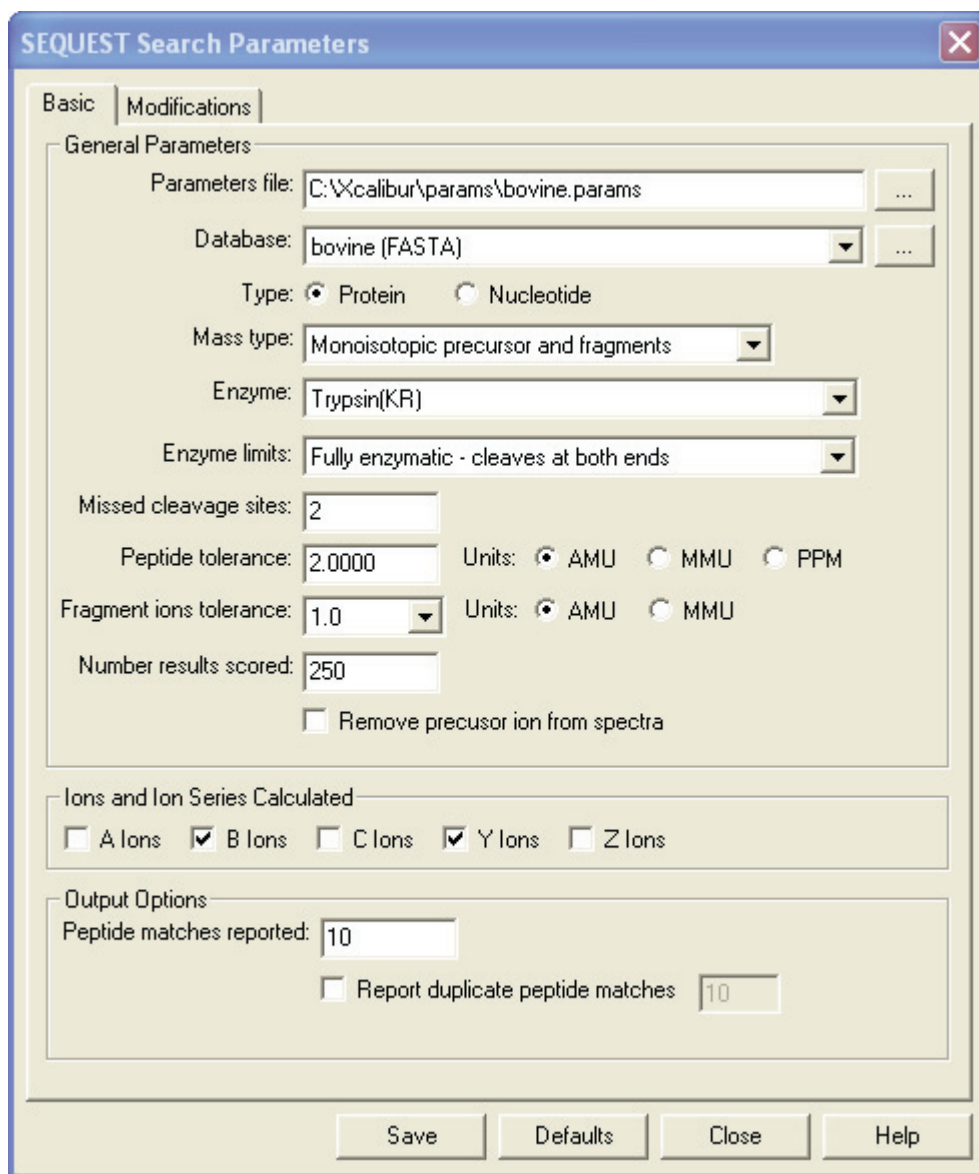 SEQUEST Search Parameters
Basic Modifications
General Parameters
Parameters file: C:\Xcalibur\params\bovine.params ...
Database: bovine (FASTA) ...
Type: Protein Nucleotide
Mass type: Monoisotopic precursor and fragments
Enzyme: Trypsin(KR)
Enzyme limits: Fully enzymatic - cleaves at both ends
Missed cleavage sites: 2
Peptide tolerance: 2.0000 Units: AMU MMU PPM
Fragment ions tolerance: 1.0 Units: AMU MMU
Number results scored: 250
Remove precusor ion from spectra
Ions and Ion Series Calculated
A Ions B Ions C Ions Y Ions Z Ions
Output Options
Peptide matches reported: 10
Report duplicate peptide matches 10
Save Defaults Close Help